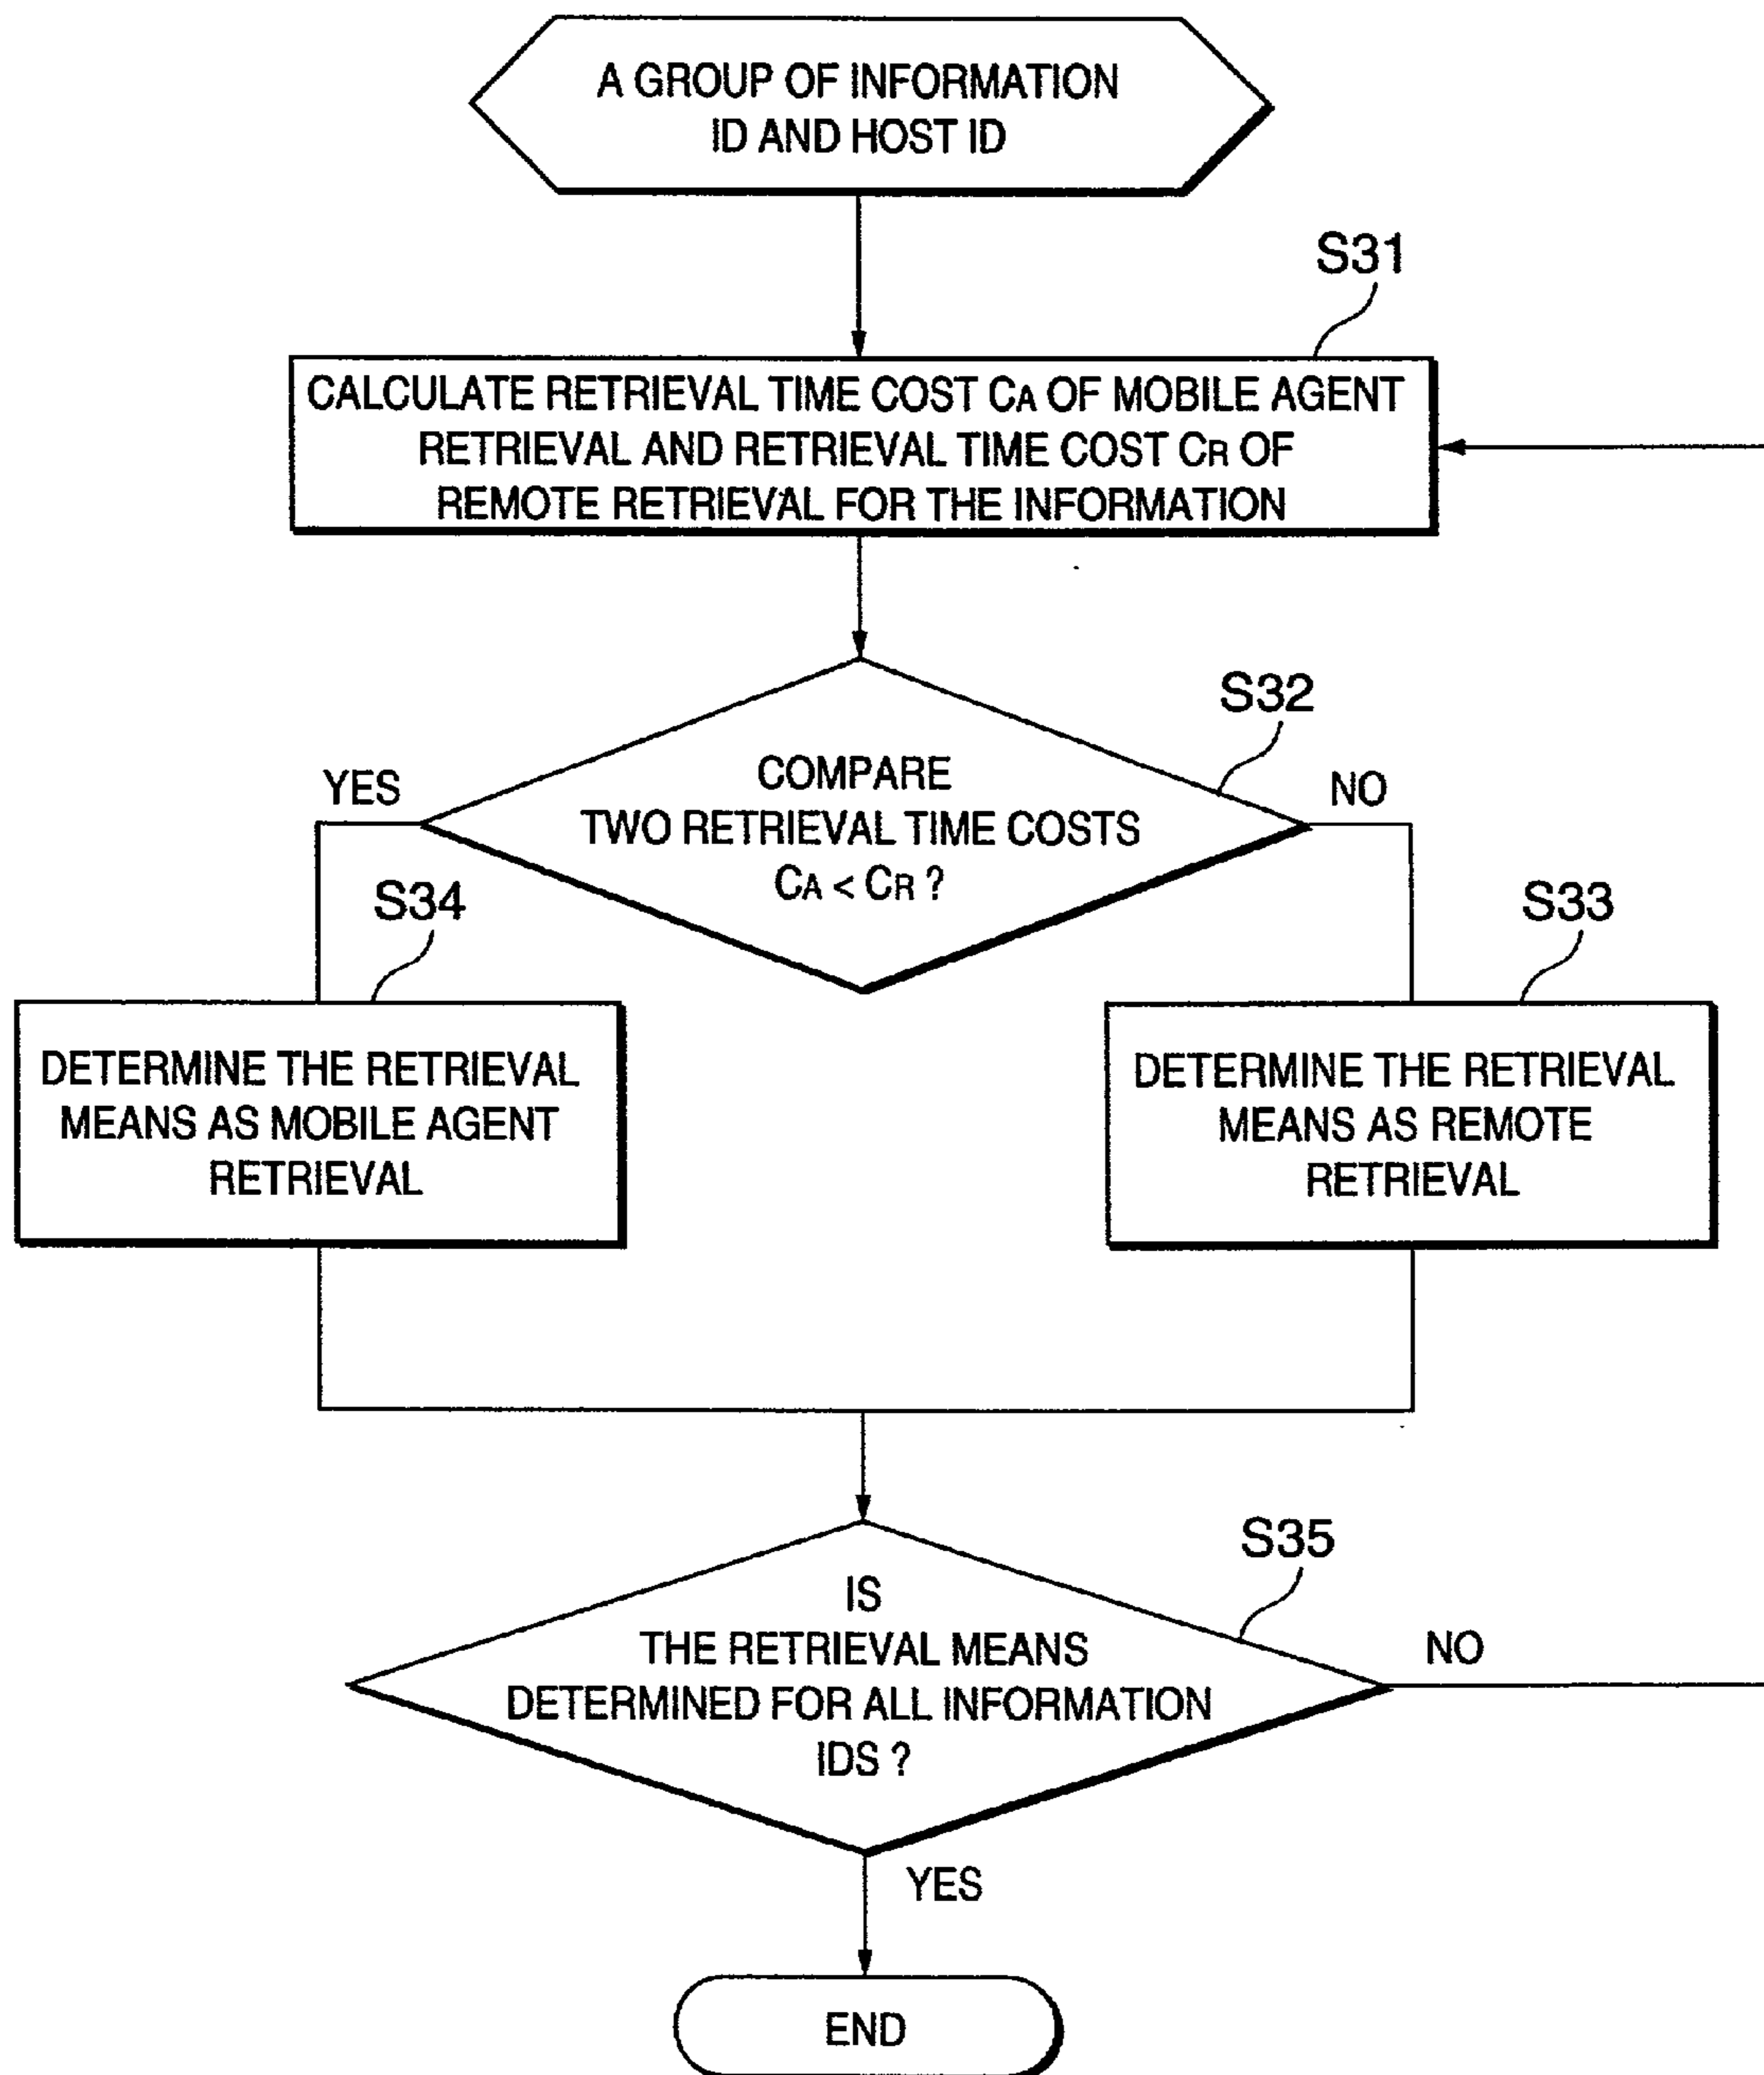 A GROUP OF INFORMATION
ID AND HOST ID
S31
CALCULATE RETRIEVAL TIME COST CA OF MOBILE AGENT
RETRIEVAL AND RETRIEVAL TIME COST CR OF
REMOTE RETRIEVAL FOR THE INFORMATION
S32
YES
COMPARE
TWO RETRIEVAL TIME COSTS
CA < CR ?
NO
S34
S33
DETERMINE THE RETRIEVAL
MEANS AS MOBILE AGENT
RETRIEVAL
DETERMINE THE RETRIEVAL
MEANS AS REMOTE
RETRIEVAL
S35
IS
THE RETRIEVAL MEANS
DETERMINED FOR ALL INFORMATION
IDS ?
NO
YES
END